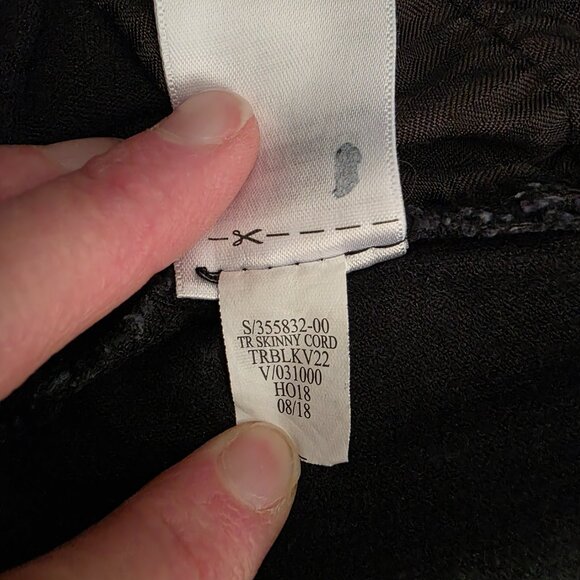 S/355832-00
TR SKINNY CORD
TRBLKV22
V/031000
HO18
08/18